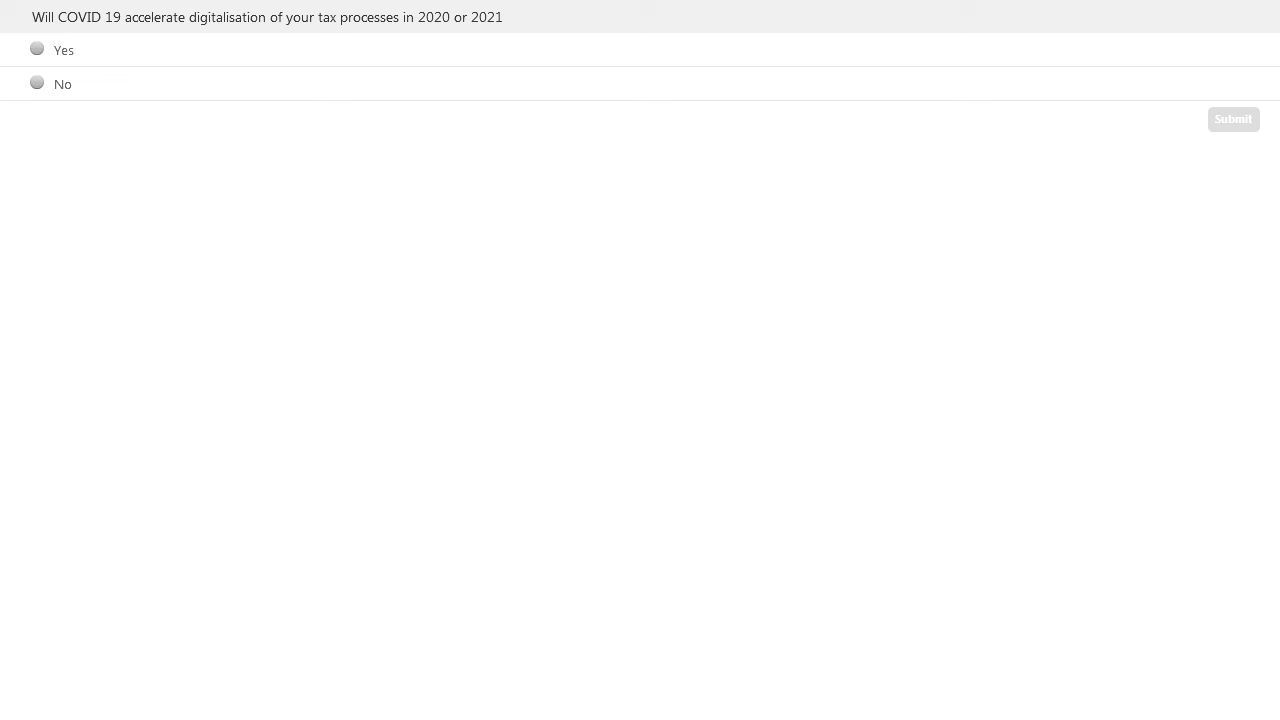 Will COVID 19 accelerate digitalisation of your tax processes in 2020 or 2021
Yes
No
Submit